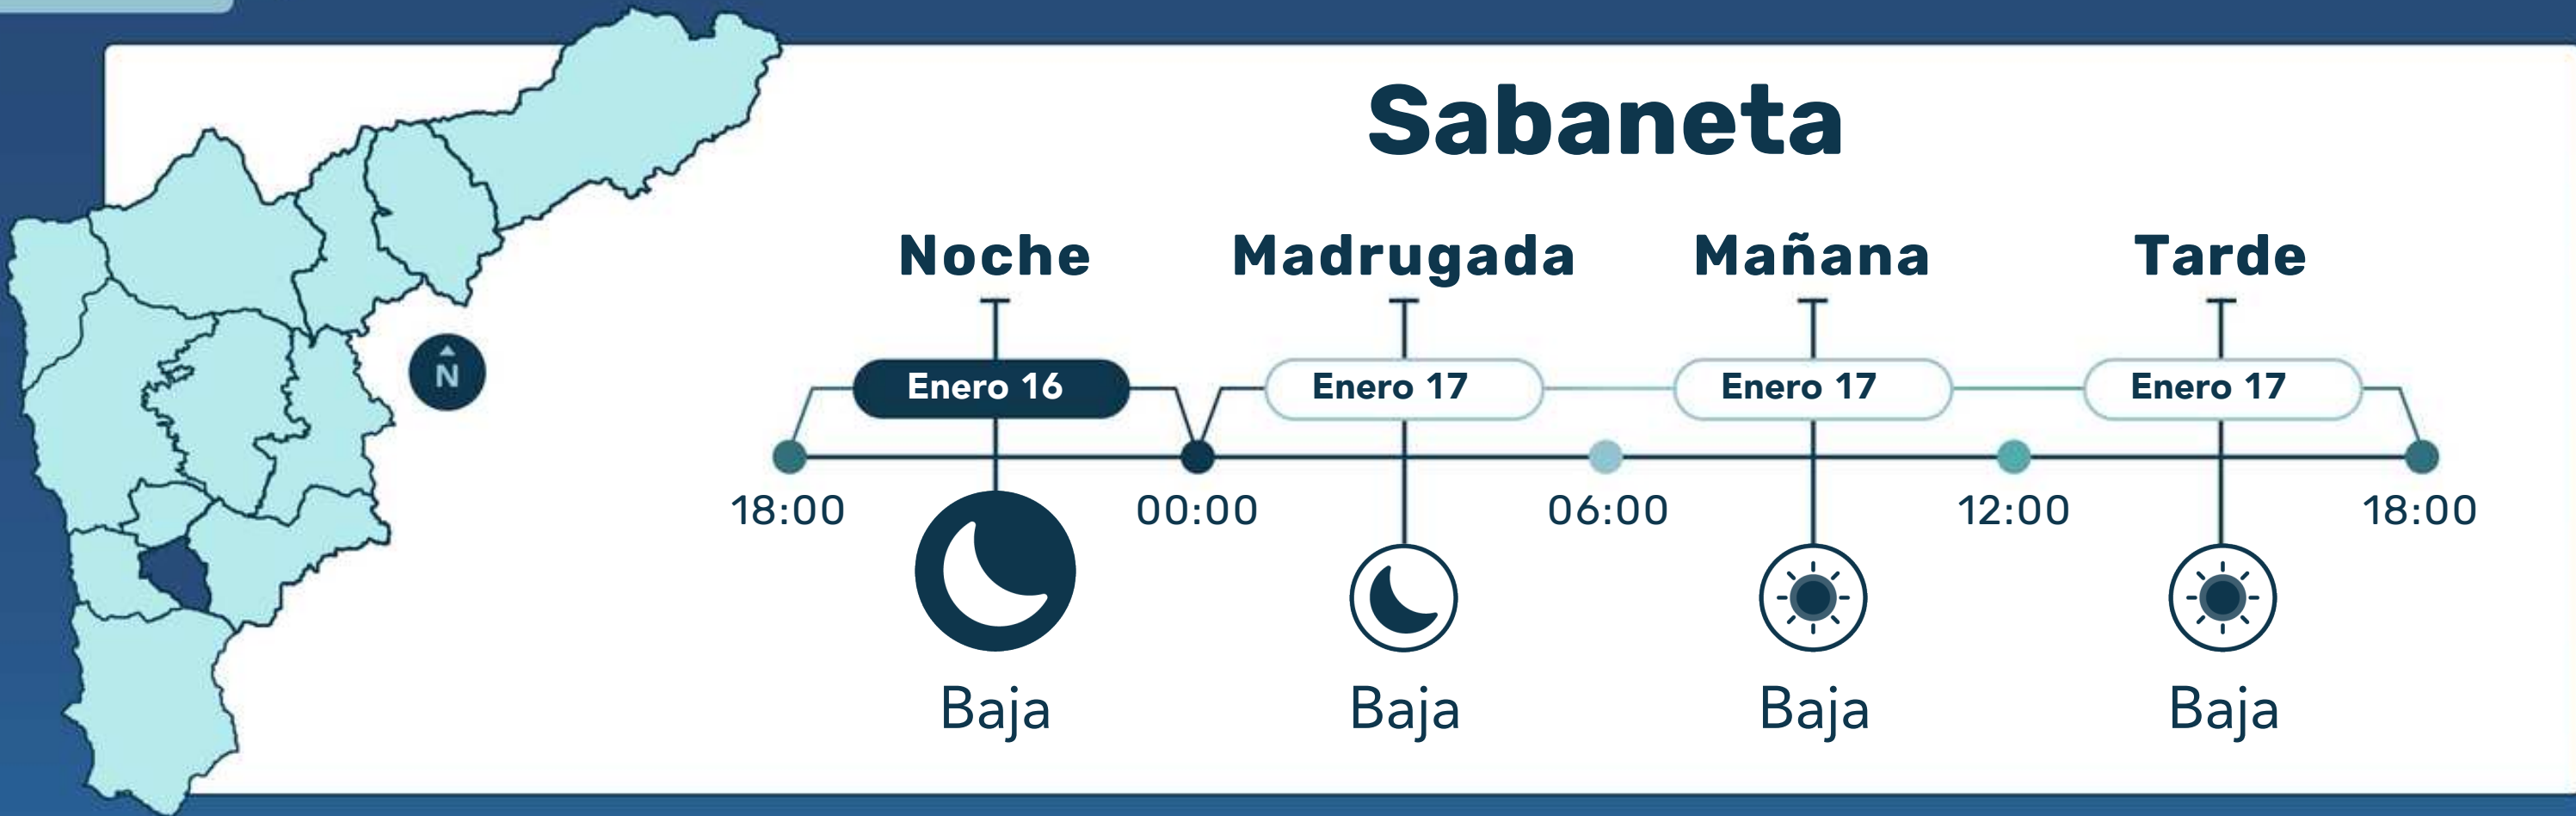 Sabaneta
Noche Madrugada Mañana Tarde
Enero 16 Enero 17 Enero 17 Enero 17
N
18:00 00:00 06:00 12:00 18:00
Baja Baja Baja Baja